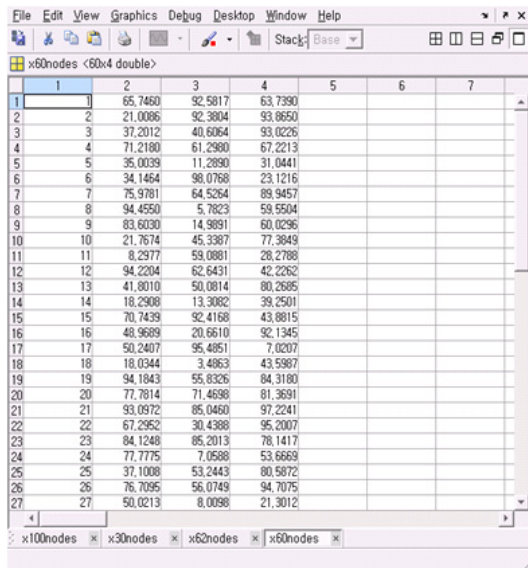 File Edit View Graphics Debug Desktop Window Help
Stack: Base
x60nodes <60x4 double>
1 2 3 4 5 6 7
1 1 65,7460 92,5817 63,7390
2 2 21,0086 92,3804 93,8650
3 3 37,2012 40,6064 93,0226
4 4 71,2180 61,2980 67,2213
5 5 35,0039 11,2890 31,0441
6 6 34,1464 98,0768 23,1216
7 7 75,9781 64,5264 89,9457
8 8 94,4550 5,7823 59,5504
9 9 83,6030 14,9891 60,0296
10 10 21,7674 45,3387 77,3849
11 11 8,2977 59,0881 28,2788
12 12 94,2204 62,6431 42,2262
13 13 41,8010 50,0814 80,2685
14 14 18,2908 13,3082 39,2501
15 15 70,7439 92,4168 43,8815
16 16 48,9689 20,6610 92,1345
17 17 50,2407 95,4851 7,0207
18 18 18,0344 3,4863 43,5987
19 19 94,1843 55,8326 84,3180
20 20 77,7814 71,4698 81,3691
21 21 93,0972 85,0460 97,2241
22 22 67,2952 30,4388 95,2007
23 23 84,1248 85,2013 78,1417
24 24 77,7775 7,0588 53,6669
25 25 37,1008 53,2443 80,5872
26 26 76,7095 56,0749 94,7075
27 27 50,0213 8,0098 21,3012
x100nodes x30nodes x62nodes x60nodes